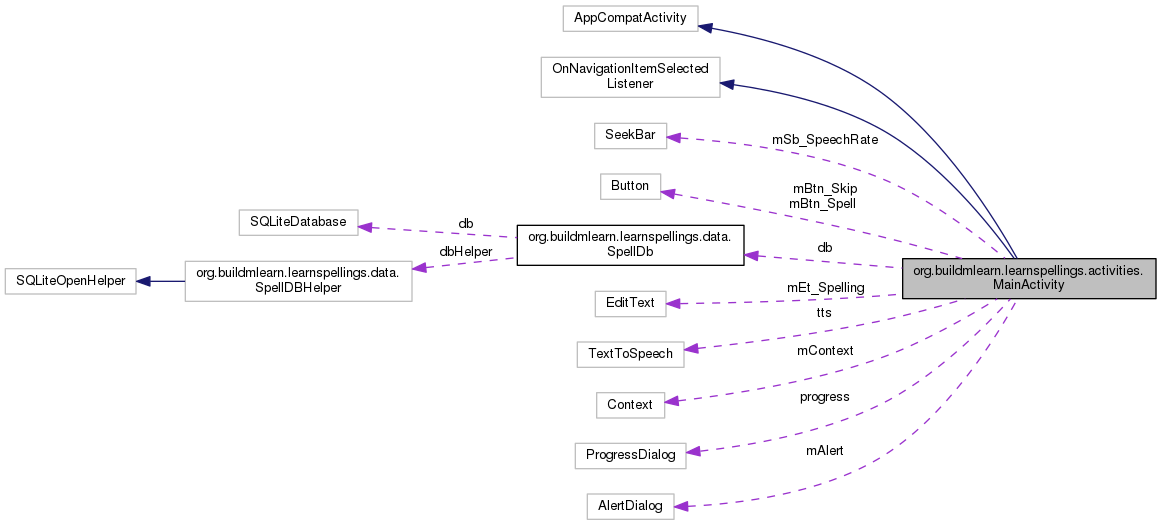 AppCompatActivity
OnNavigationItemSelected
Listener
SeekBar
mSb_SpeechRate
Button
mBtn_Skip
mBtn_Spell
SQLiteDatabase
db
org.buildmlearn.learnspellings.data.
SpellDb
db
dbHelper
SQLiteOpenHelper
org.buildmlearn.learnspellings.data.
SpellDBHelper
org.buildmlearn.learnspellings.activities.
MainActivity
EditText
mEt_Spelling
tts
TextToSpeech
mContext
Context
progress
ProgressDialog
mAlert
AlertDialog